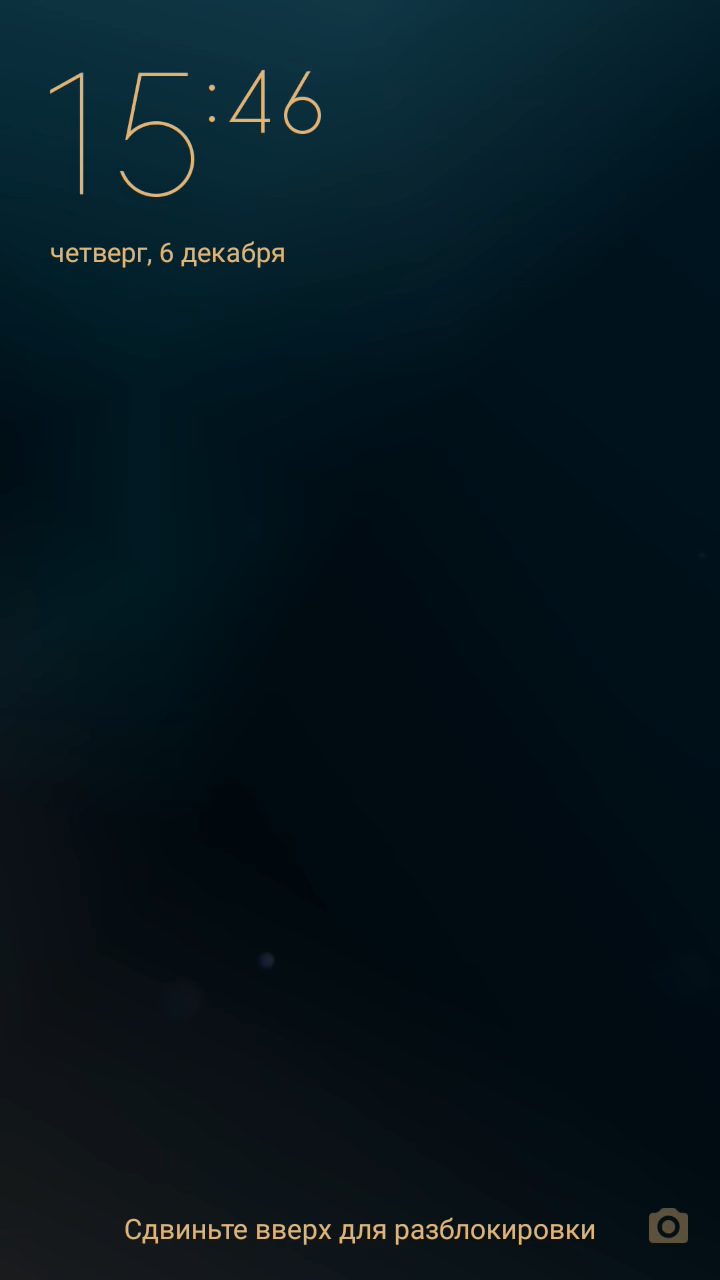 15:46
четверг, 6 декабря
Сдвиньте вверх для разблокировки